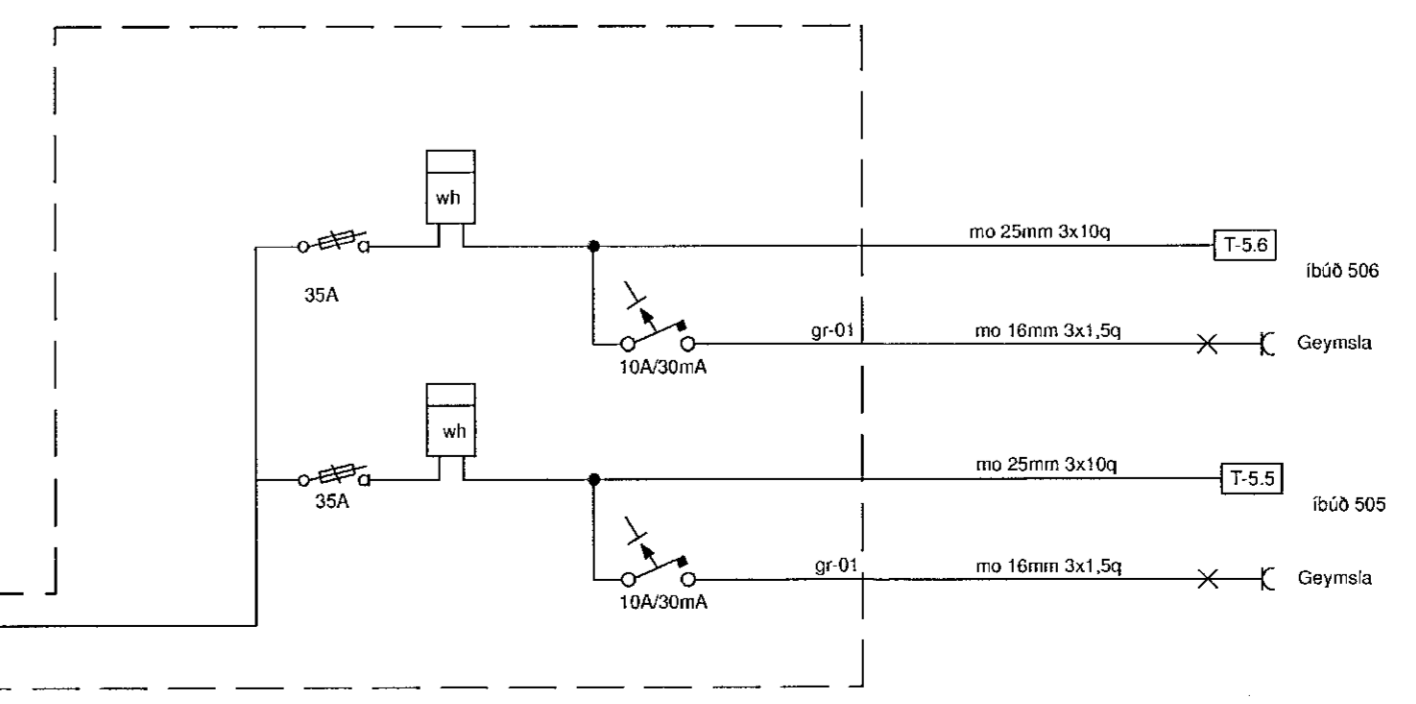 wh
mo 25mm 3x10q
T-5.6
íbúð 506
35A
gr-01
mo 16mm 3x1,5q
Geymsla
10A/30mA
wh
mo 25mm 3x10q
T-5.5
íbúð 505
35A
gr-01
mo 16mm 3x1,5q
Geymsla
10A/30mA